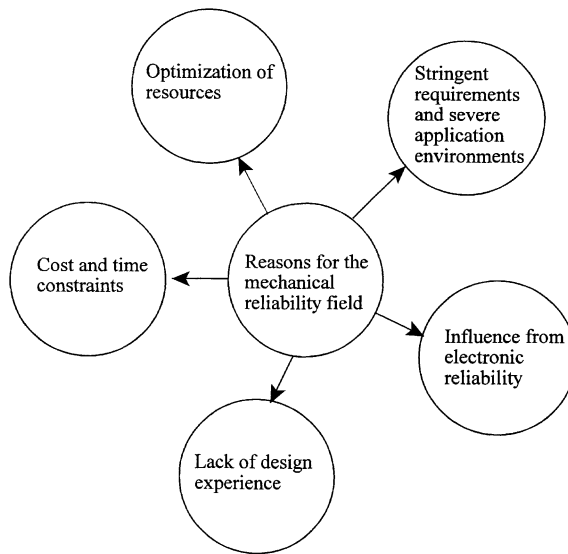 Optimization of
resources
Stringent
requirements
and severe
application
environments
Cost and time
constraints
Reasons for the
mechanical
reliability field
Influence from
electronic
reliability
Lack of design
experience